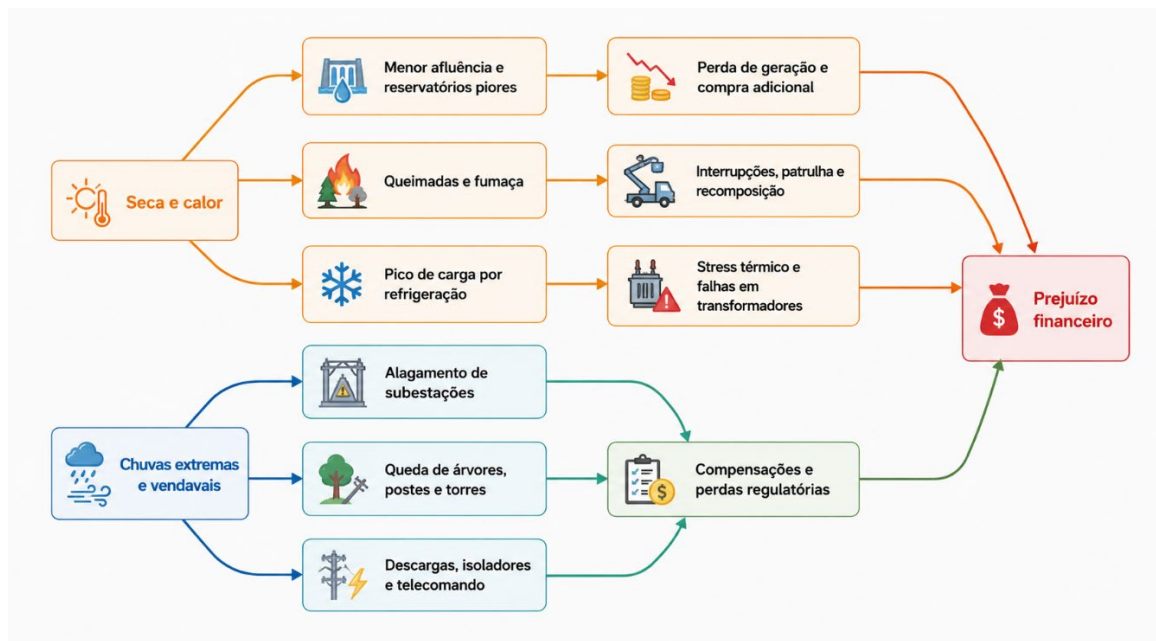 Menor afluência e
reservatórios piores
Perda de geração e
compra adicional
Seca e calor
Queimadas e fumaça
Interrupções, patrulha e
recomposição
Pico de carga por
refrigeração
Stress térmico e
falhas em
transformadores
$
Prejuízo
financeiro
Alagamento de
subestações
Chuvas extremas
e vendavais
Queda de árvores,
postes e torres
$
Compensações e
perdas regulatórias
Descargas, isoladores
e telecomando